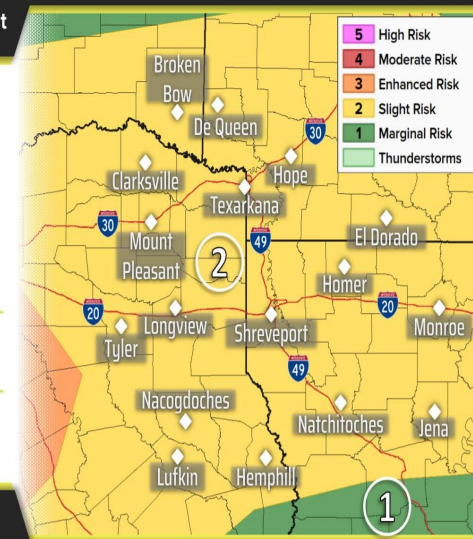 t
5 High Risk
4 Moderate Risk
3 Enhanced Risk
2 Slight Risk
1 Marginal Risk
Thunderstorms
Broken
Bow
De Queen
30
Clarksville
Hope
Texarkana
30
Mount
Pleasant
49
El Dorado
2
Homer
20
Longview
Shreveport
20
Monroe
Tyler
49
Nacogdoches
Natchitoches
Jena
Lufkin
Hemphill
1